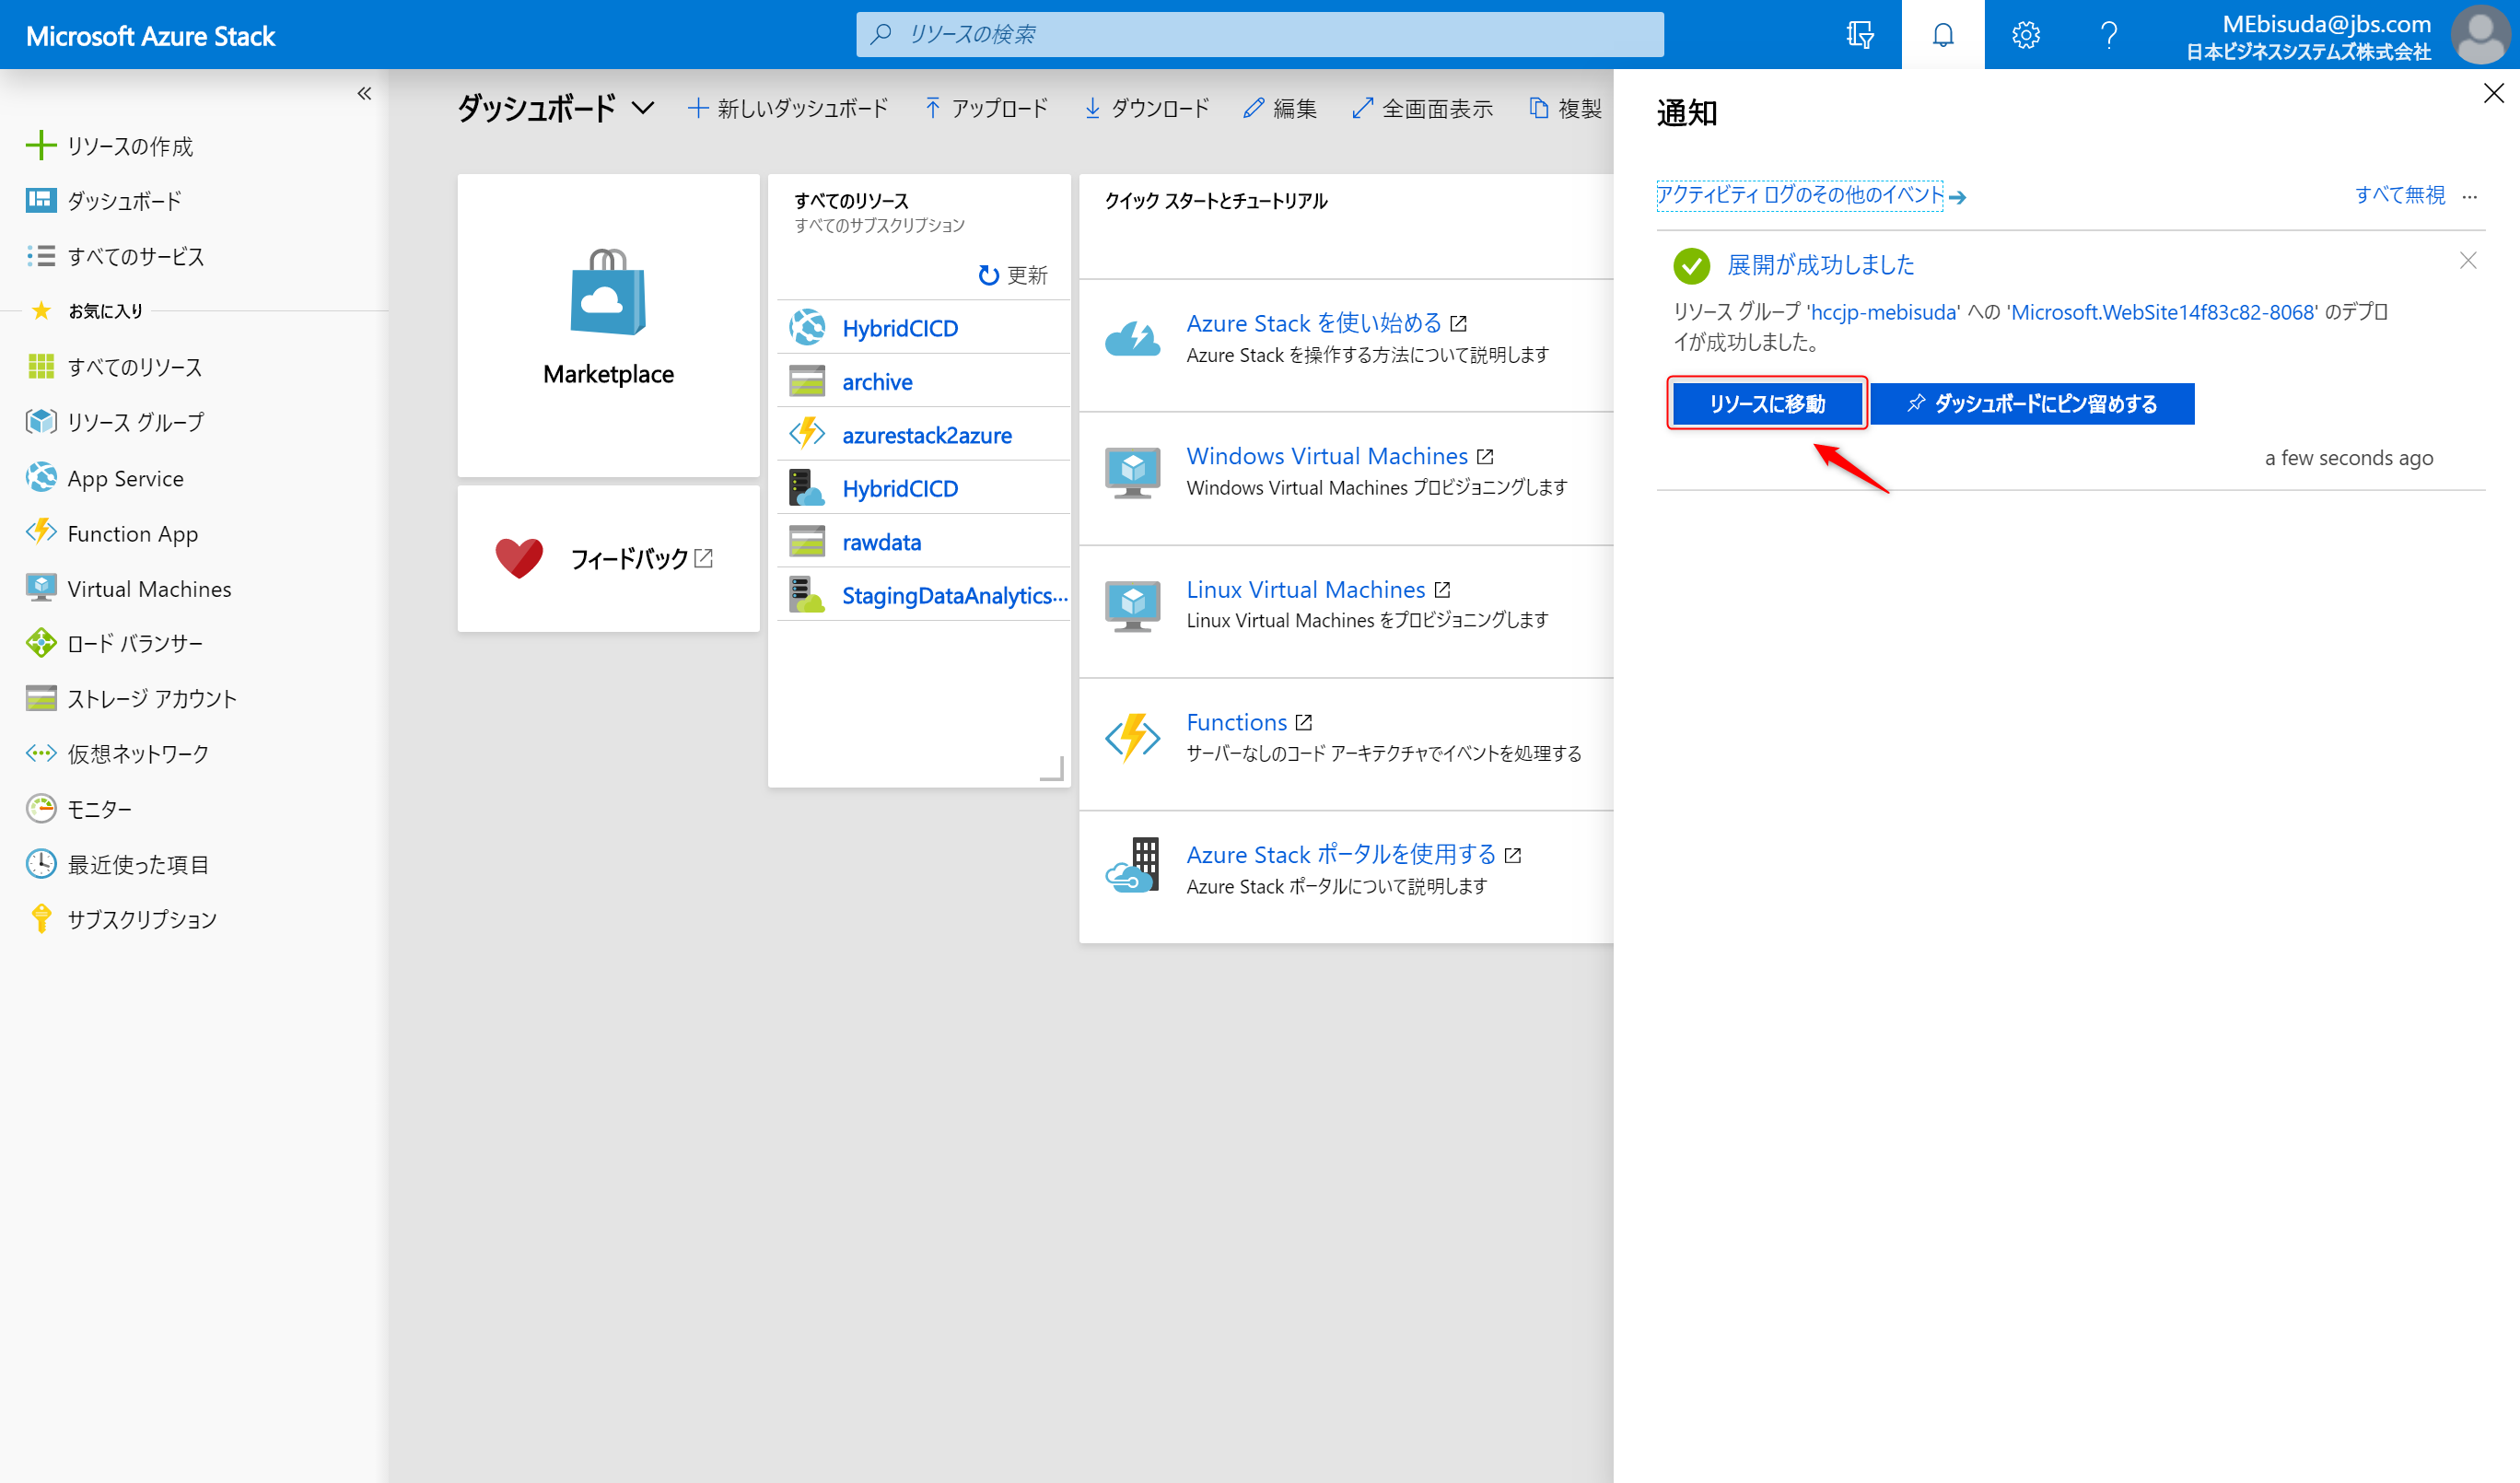 Microsoft Azure Stack
リソースの検索
MEbisuda@jbs.com
日本ビジネスシステムズ株式会社
«
リソースの作成
ダッシュボード
すべてのサービス
お気に入り
すべてのリソース
リソース グループ
App Service
Function App
Virtual Machines
ロード バランサー
ストレージ アカウント
仮想ネットワーク
モニター
最近使った項目
サブスクリプション
ダッシュボード
新しいダッシュボード
アップロード
ダウンロード
編集
全画面表示
複製
Marketplace
フィードバック
すべてのリソース
すべてのサブスクリプション
更新
HybridCICD
archive
azurestack2azure
HybridCICD
rawdata
StagingDataAnalytics…
クイック スタートとチュートリアル
Azure Stack を使い始める
Azure Stack を操作する方法について説明します
Windows Virtual Machines
Windows Virtual Machines プロビジョニングします
Linux Virtual Machines
Linux Virtual Machines をプロビジョニングします
Functions
サーバーなしのコード アーキテクチャでイベントを処理する
Azure Stack ポータルを使用する
Azure Stack ポータルについて説明します
通知
アクティビティ ログのその他のイベント
すべて無視 …
展開が成功しました
リソース グループ 'hccjp-mebisuda' への 'Microsoft.WebSite14f83c82-8068' のデプロ
イが成功しました。
リソースに移動
ダッシュボードにピン留めする
a few seconds ago